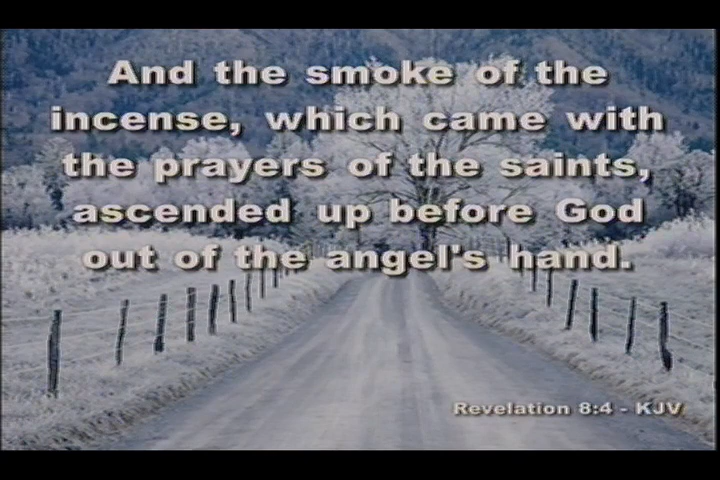 And the smoke of the
incense, which came with
the prayers of the saints,
ascended up before God
out of the angel's hand.
Revelation 8:4 - KJV